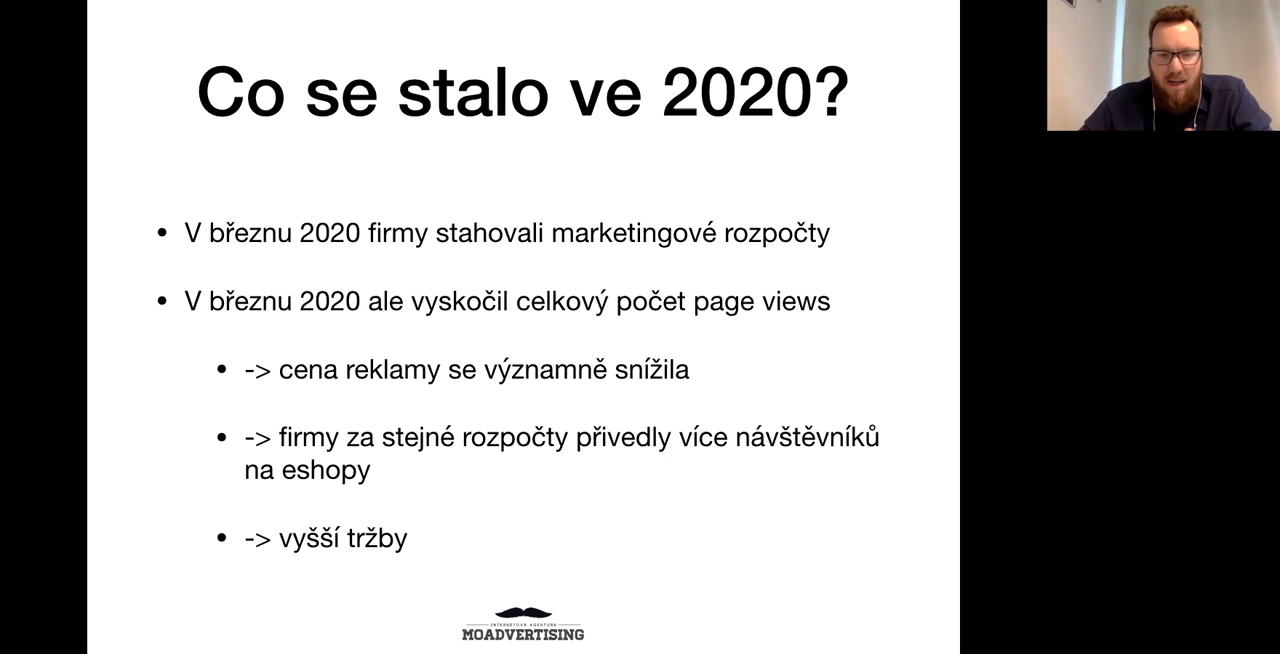 Co se stalo ve 2020?
• V březnu 2020 firmy stahovali marketingové rozpočty
• V březnu 2020 ale vyskočil celkový počet page views
• -> cena reklamy se významně snížila
• -> firmy za stejné rozpočty přivedly více návštěvníků
na eshopy
• -> vyšší tržby
INTERNETOVÁ AGENTURA
MOADVERTISING